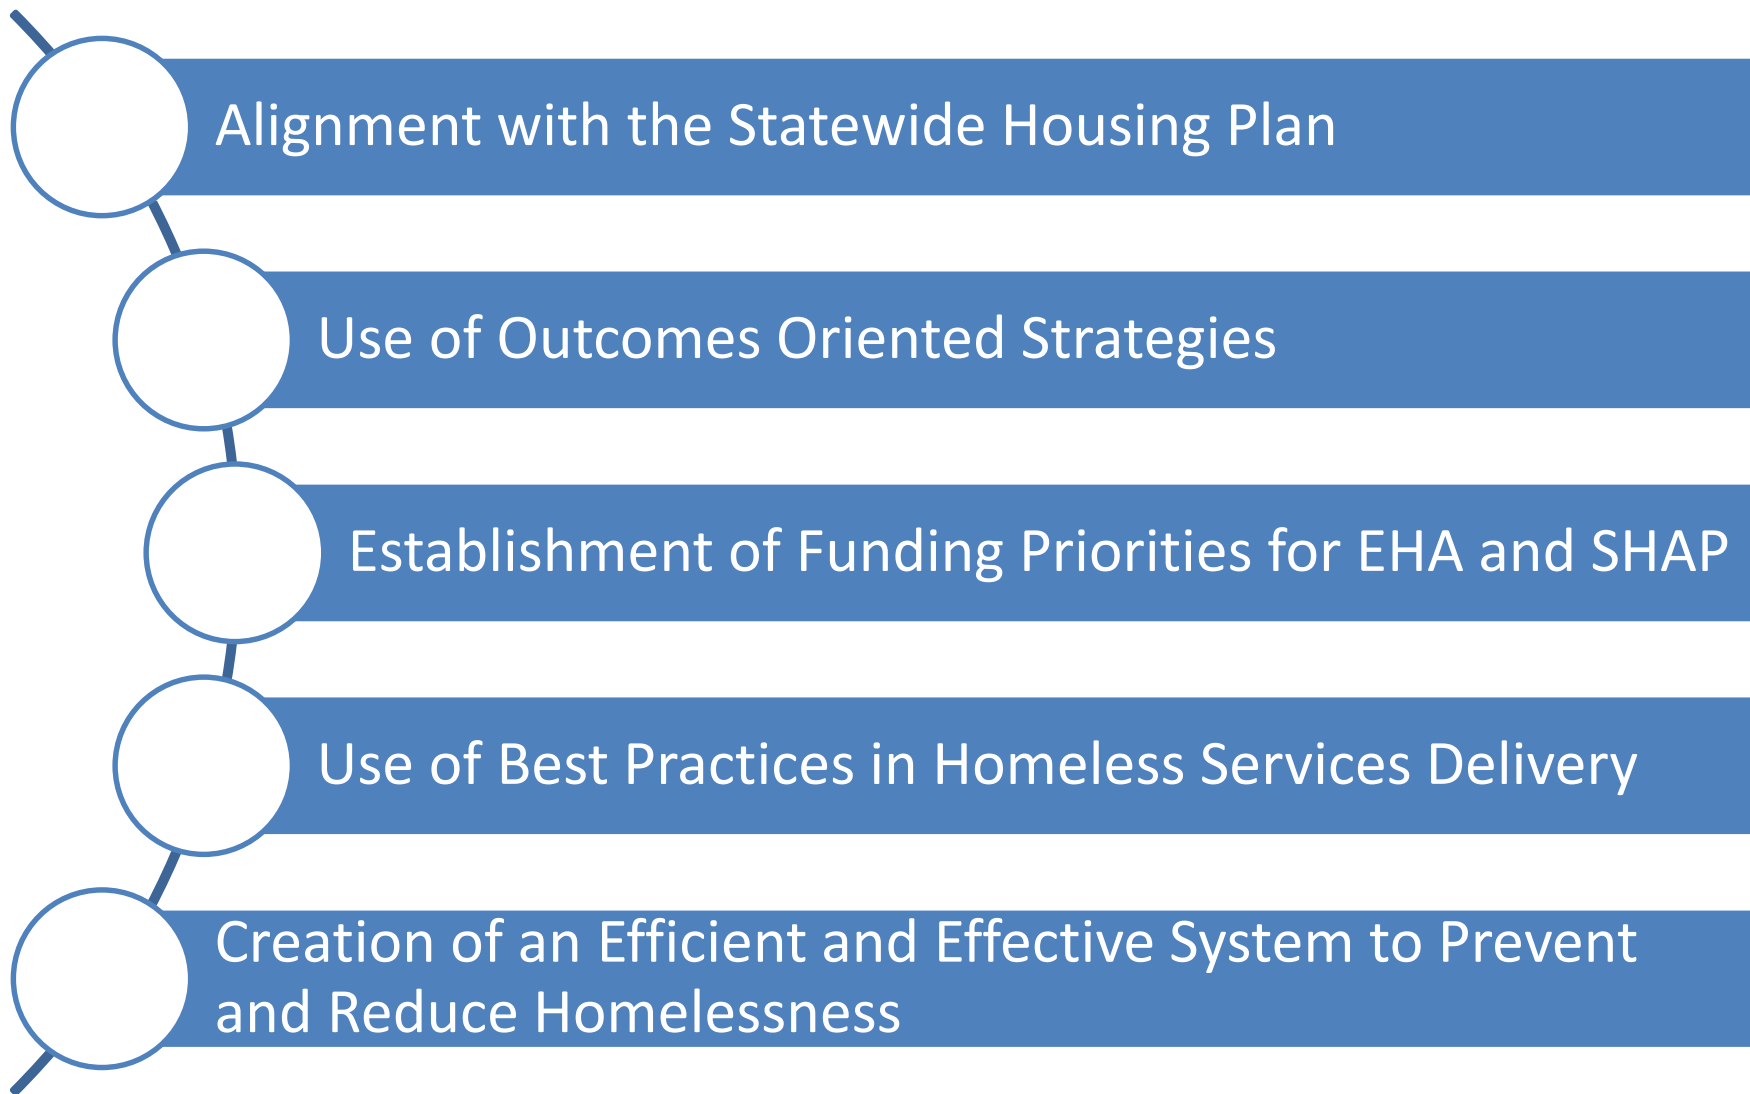 Alignment with the Statewide Housing Plan
Use of Outcomes Oriented Strategies
Establishment of Funding Priorities for EHA and SHAP
Use of Best Practices in Homeless Services Delivery
Creation of an Efficient and Effective System to Prevent
and Reduce Homelessness